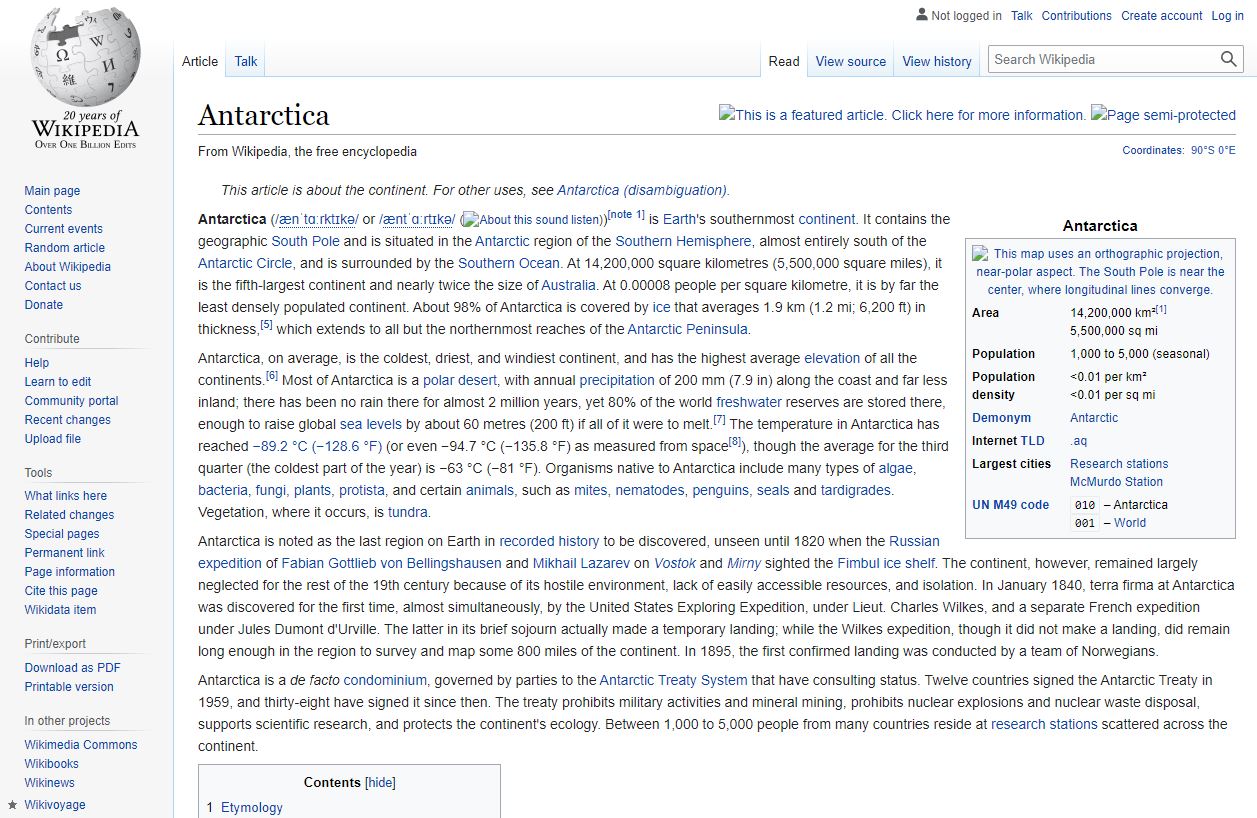 Not logged in Talk Contributions Create account Log in
Article Talk
Read View source View history
Search Wikipedia
20 years of
WIKIPEDIA
OVER ONE BILLION EDITS
Main page
Contents
Current events
Random article
About Wikipedia
Contact us
Donate
Contribute
Help
Learn to edit
Community portal
Recent changes
Upload file
Tools
What links here
Related changes
Special pages
Permanent link
Page information
Cite this page
Wikidata item
Print/export
Download as PDF
Printable version
In other projects
Wikimedia Commons
Wikibooks
Wikinews
Wikivoyage
Antarctica
This is a featured article. Click here for more information. Page semi-protected
From Wikipedia, the free encyclopedia
Coordinates: 90°S 0°E
This article is about the continent. For other uses, see Antarctica (disambiguation).
Antarctica (/ænˈtɑːrktɪkə/ or /æntˈɑːrtɪkə/ (About this sound listen))[note 1] is Earth's southernmost continent. It contains the
geographic South Pole and is situated in the Antarctic region of the Southern Hemisphere, almost entirely south of the
Antarctic Circle, and is surrounded by the Southern Ocean. At 14,200,000 square kilometres (5,500,000 square miles), it
is the fifth-largest continent and nearly twice the size of Australia. At 0.00008 people per square kilometre, it is by far the
least densely populated continent. About 98% of Antarctica is covered by ice that averages 1.9 km (1.2 mi; 6,200 ft) in
thickness,[5] which extends to all but the northernmost reaches of the Antarctic Peninsula.
Antarctica, on average, is the coldest, driest, and windiest continent, and has the highest average elevation of all the
continents.[6] Most of Antarctica is a polar desert, with annual precipitation of 200 mm (7.9 in) along the coast and far less
inland; there has been no rain there for almost 2 million years, yet 80% of the world freshwater reserves are stored there,
enough to raise global sea levels by about 60 metres (200 ft) if all of it were to melt.[7] The temperature in Antarctica has
reached −89.2 °C (−128.6 °F) (or even −94.7 °C (−135.8 °F) as measured from space[8]), though the average for the third
quarter (the coldest part of the year) is −63 °C (−81 °F). Organisms native to Antarctica include many types of algae,
bacteria, fungi, plants, protista, and certain animals, such as mites, nematodes, penguins, seals and tardigrades.
Vegetation, where it occurs, is tundra.
Antarctica is noted as the last region on Earth in recorded history to be discovered, unseen until 1820 when the Russian
expedition of Fabian Gottlieb von Bellingshausen and Mikhail Lazarev on Vostok and Mirny sighted the Fimbul ice shelf. The continent, however, remained largely
neglected for the rest of the 19th century because of its hostile environment, lack of easily accessible resources, and isolation. In January 1840, terra firma at Antarctica
was discovered for the first time, almost simultaneously, by the United States Exploring Expedition, under Lieut. Charles Wilkes, and a separate French expedition
under Jules Dumont d'Urville. The latter in its brief sojourn actually made a temporary landing; while the Wilkes expedition, though it did not make a landing, did remain
long enough in the region to survey and map some 800 miles of the continent. In 1895, the first confirmed landing was conducted by a team of Norwegians.
Antarctica is a de facto condominium, governed by parties to the Antarctic Treaty System that have consulting status. Twelve countries signed the Antarctic Treaty in
1959, and thirty-eight have signed it since then. The treaty prohibits military activities and mineral mining, prohibits nuclear explosions and nuclear waste disposal,
supports scientific research, and protects the continent's ecology. Between 1,000 to 5,000 people from many countries reside at research stations scattered across the
continent.
Antarctica
This map uses an orthographic projection,
near-polar aspect. The South Pole is near the
center, where longitudinal lines converge.
Area 14,200,000 km²[1]
5,500,000 sq mi
Population 1,000 to 5,000 (seasonal)
Population <0.01 per km²
density <0.01 per sq mi
Demonym Antarctic
Internet TLD .aq
Largest cities Research stations
McMurdo Station
UN M49 code 010 – Antarctica
001 – World
Contents [hide]
1 Etymology